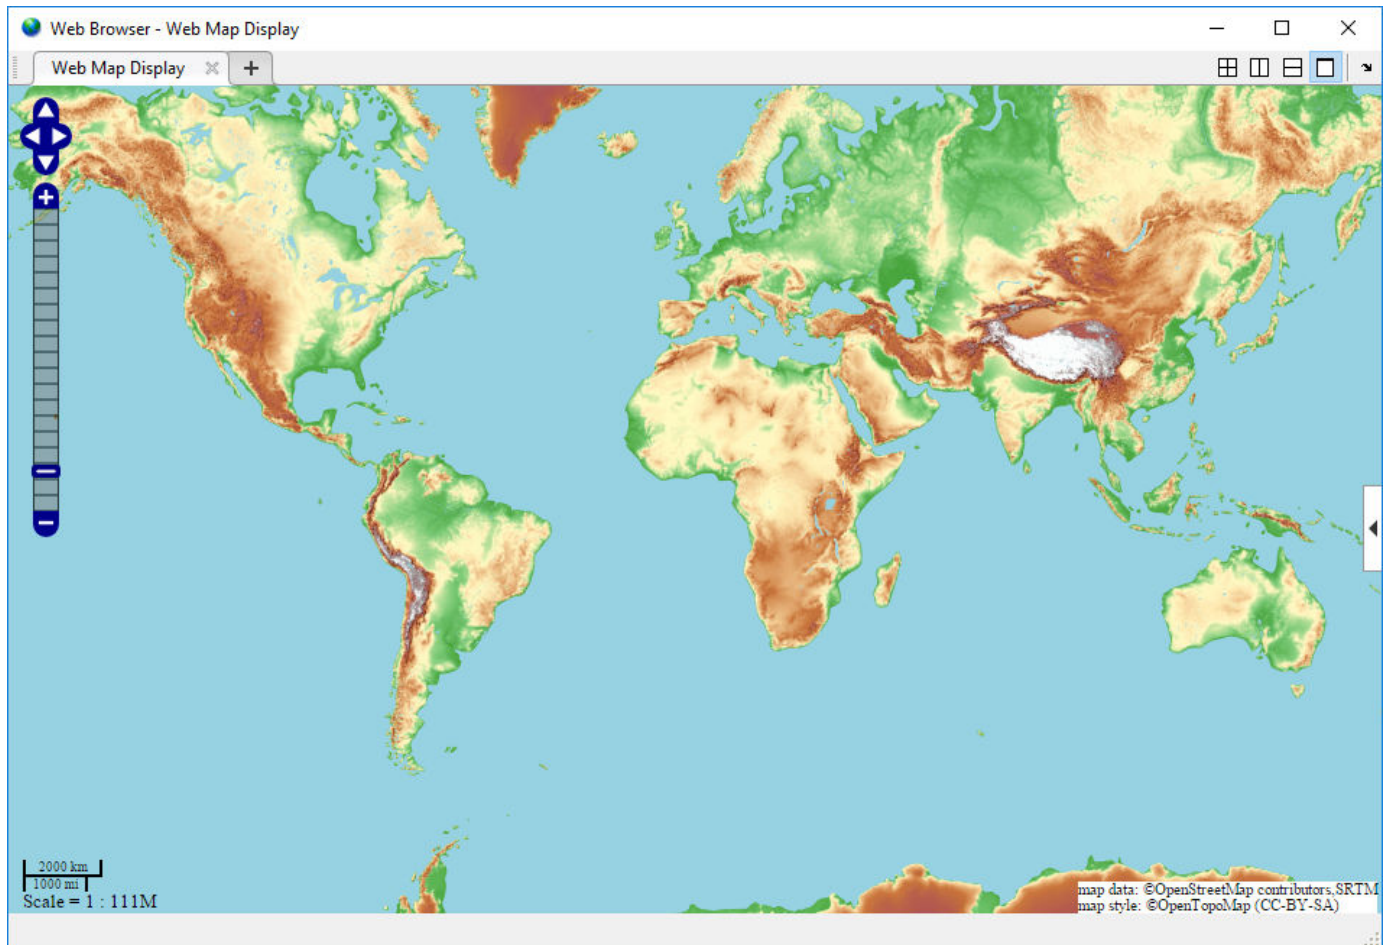 Web Browser - Web Map Display
Web Map Display
2000 km
1000 mi
Scale = 1 : 111M
map data: ©OpenStreetMap contributors,SRTM
map style: ©OpenTopoMap (CC-BY-SA)